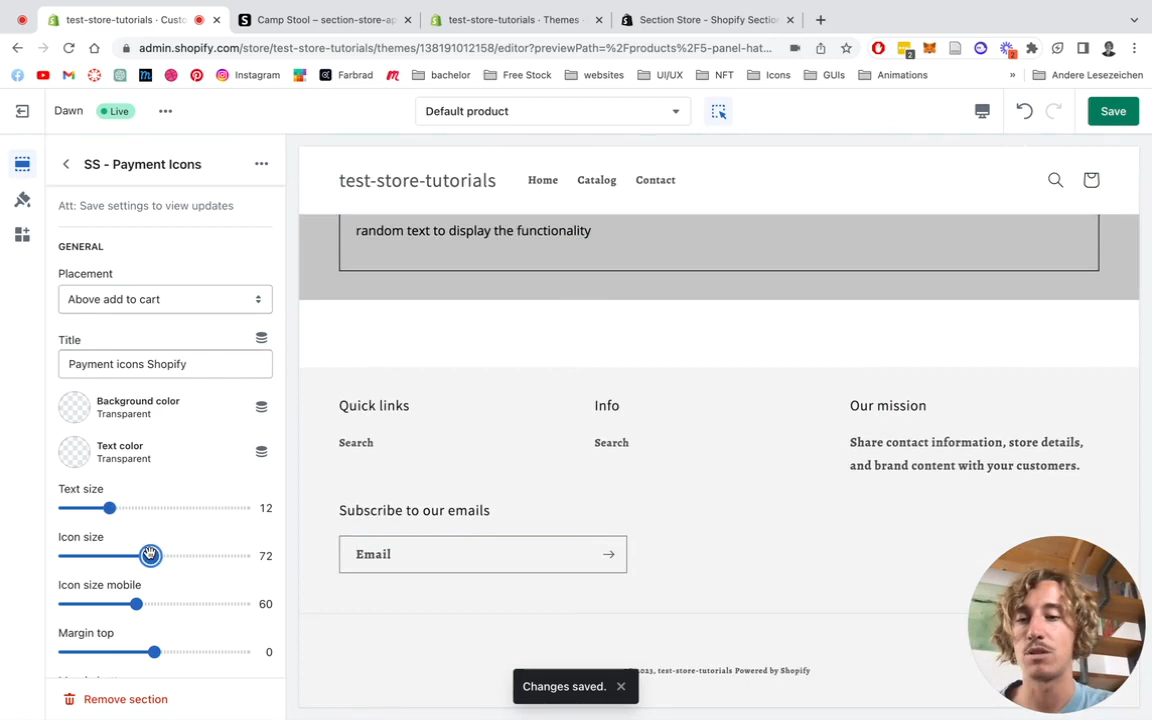 test-store-tutorials · Custo
Camp Stool – section-store-ap
test-store-tutorials · Themes
Section Store - Shopify Section
admin.shopify.com/store/test-store-tutorials/themes/138191012158/editor?previewPath=%2Fproducts%2F5-panel-hat...
2
2
Instagram
Farbrad
bachelor
Free Stock
websites
UI/UX
NFT
Icons
GUIs
Animations
»
Andere Lesezeichen
Dawn
Live
Default product
Save
SS - Payment Icons
Att: Save settings to view updates
GENERAL
Placement
Above add to cart
Title
Payment icons Shopify
Background color
Transparent
Text color
Transparent
Text size
12
Icon size
72
Icon size mobile
60
Margin top
0
Remove section
test-store-tutorials
Home
Catalog
Contact
random text to display the functionality
Quick links
Info
Our mission
Search
Search
Share contact information, store details,
and brand content with your customers.
Subscribe to our emails
Email
2023, test-store-tutorials Powered by Shopify
Changes saved.